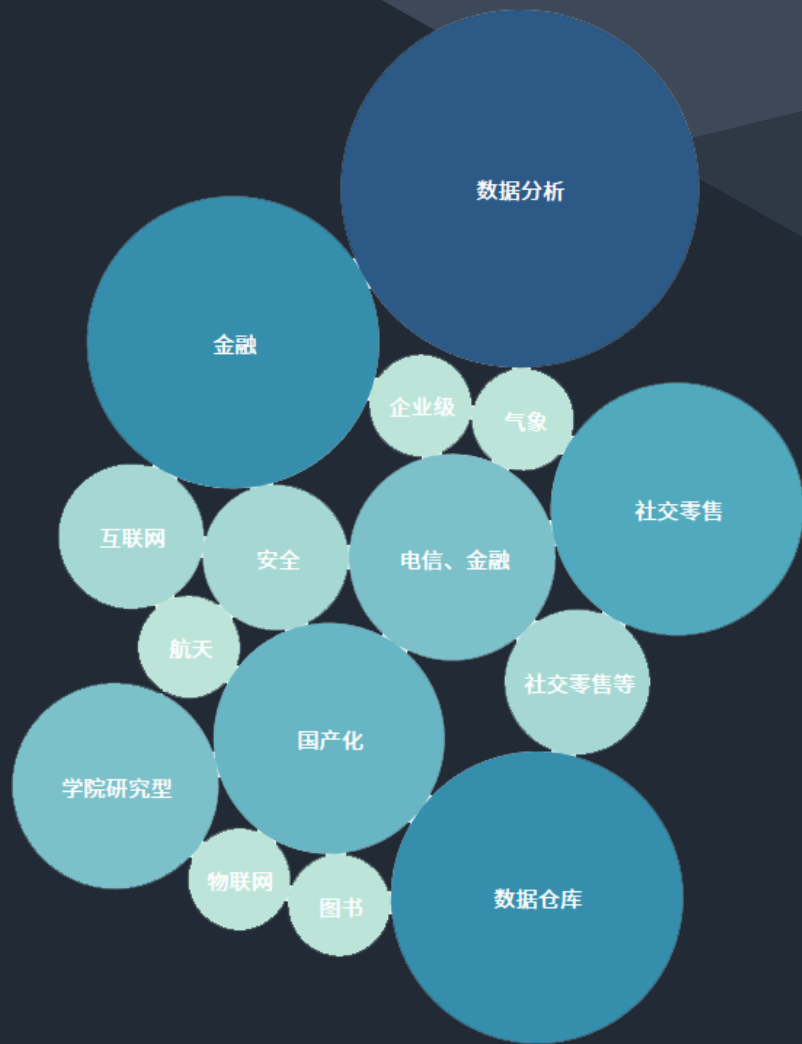 数据分析
金融
企业级
气象
社交零售
互联网
安全
电信、金融
航天
社交零售等
国产化
学院研究型
物联网
图书
数据仓库